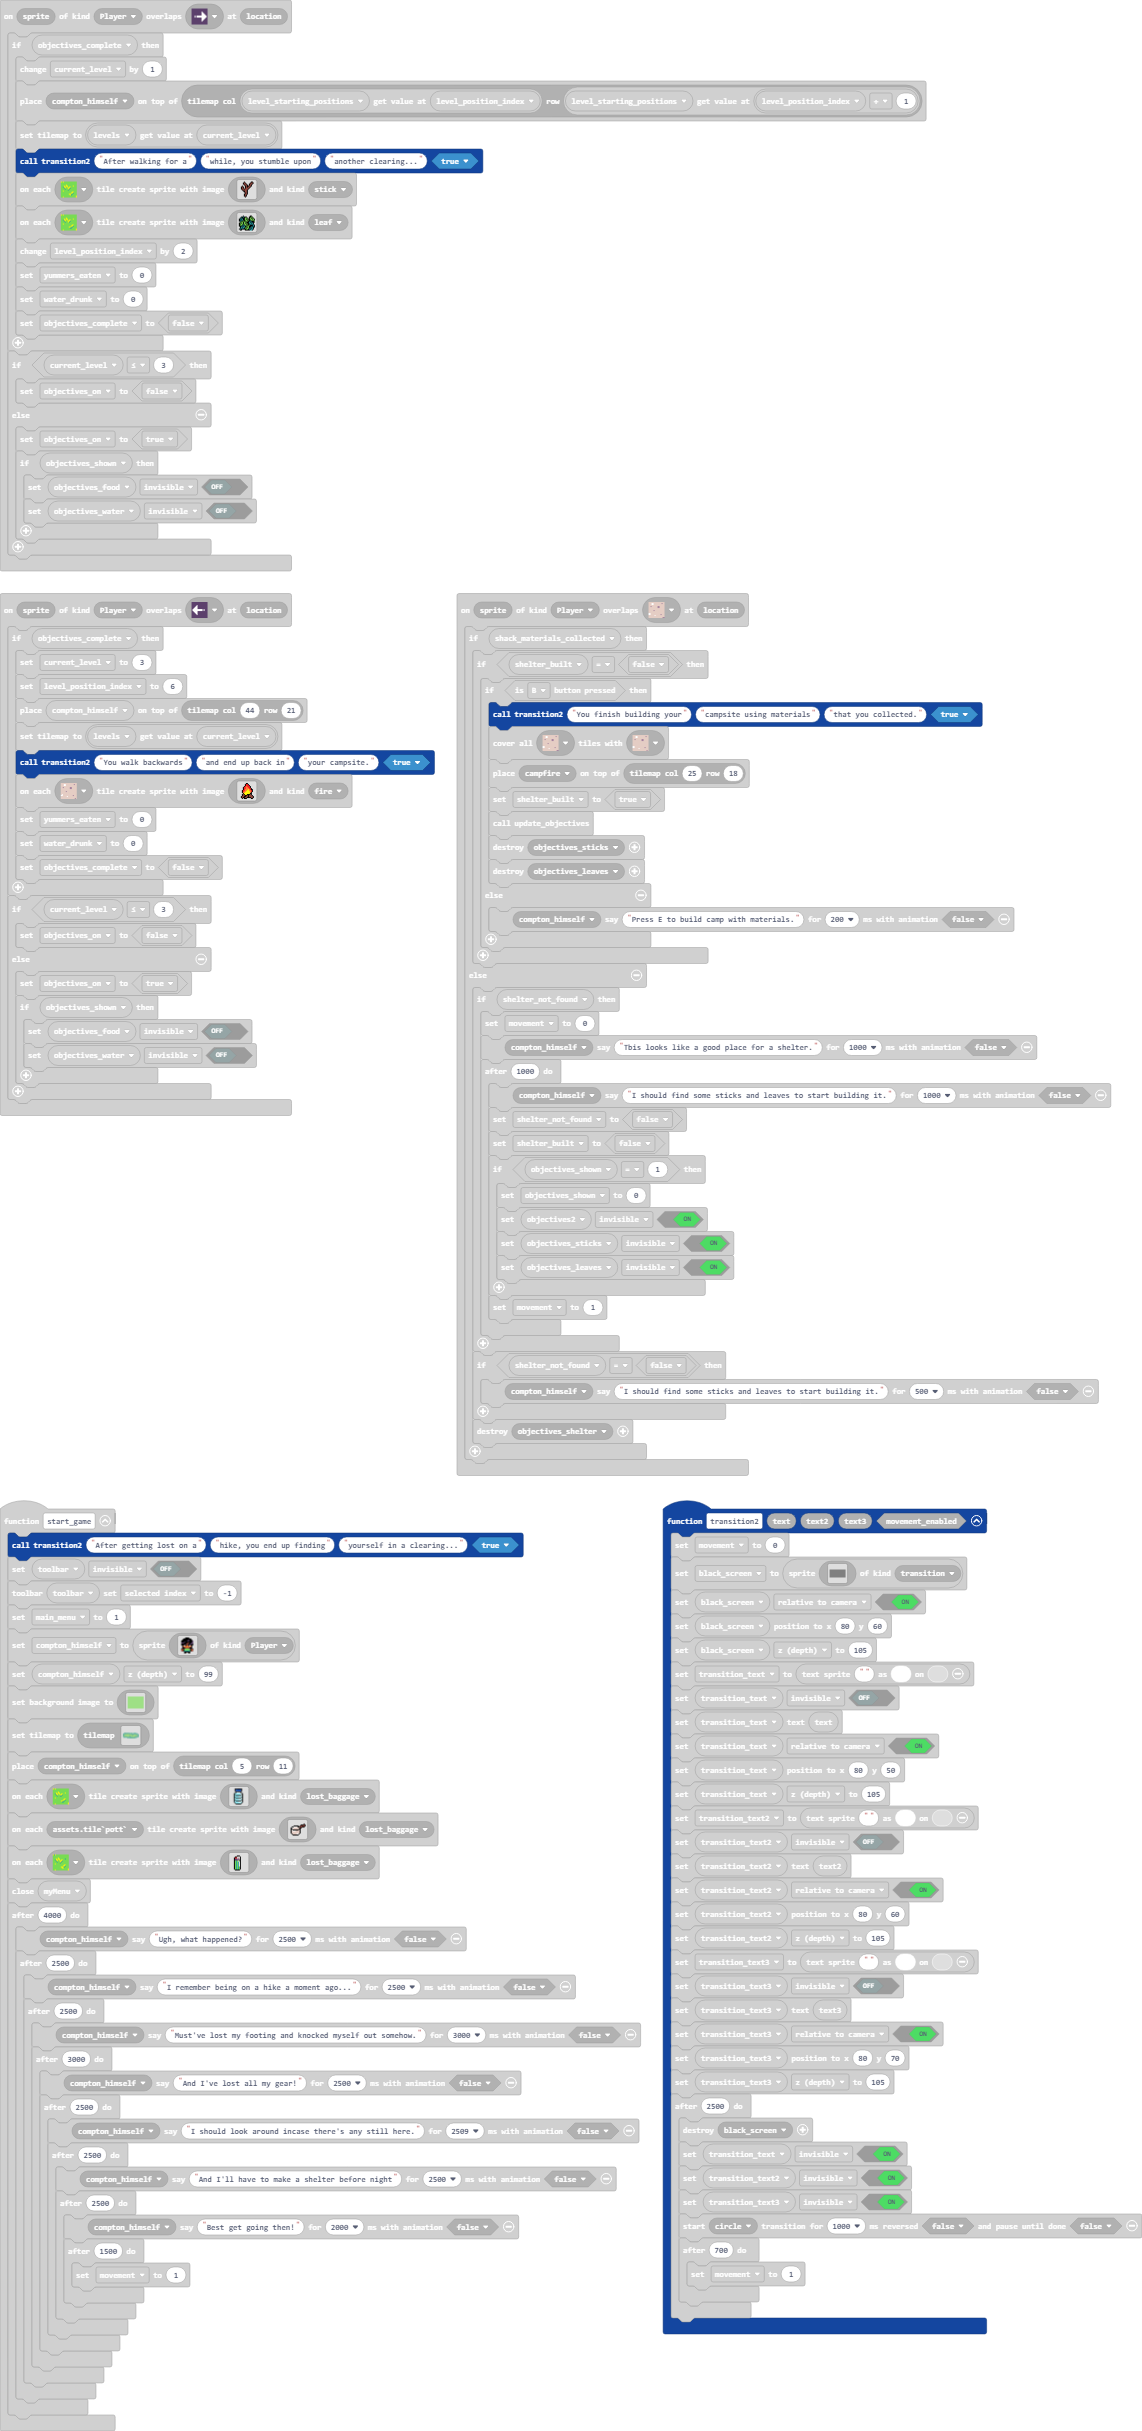 on sprite of kind Player overlaps at location
if objectives_complete then
change current_level by 1
place compton_himself on top of tilemap col level_starting_positions get value at level_position_index row level_starting_positions get value at level_position_index + 1
set tilemap to levels get value at current_level
call transition2 "After walking for a" "while, you stumble upon" "another clearing..." true
on each tile create sprite with image and kind stick
on each tile create sprite with image and kind leaf
change level_position_index by 2
set yummers_eaten to 0
set water_drunk to 0
set objectives_complete to false
if current_level ≤ 3 then
set objectives_on to false
else
set objectives_on to true
if objectives_shown then
set objectives_food invisible OFF
set objectives_water invisible OFF
on sprite of kind Player overlaps at location
if objectives_complete then
set current_level to 3
set level_position_index to 6
place compton_himself on top of tilemap col 44 row 21
set tilemap to levels get value at current_level
call transition2 "You walk backwards" "and end up back in" "your campsite." true
on each tile create sprite with image and kind fire
set yummers_eaten to 0
set water_drunk to 0
set objectives_complete to false
if current_level ≤ 3 then
set objectives_on to false
else
set objectives_on to true
if objectives_shown then
set objectives_food invisible OFF
set objectives_water invisible OFF
on sprite of kind Player overlaps at location
if shack_materials_collected then
if shelter_built = false then
if is B button pressed then
call transition2 "You finish building your" "campsite using materials" "that you collected." true
cover all tiles with
place campfire on top of tilemap col 25 row 18
set shelter_built to true
call update_objectives
destroy objectives_sticks
destroy objectives_leaves
else
compton_himself say "Press E to build camp with materials." for 200 ms with animation false
else
if shelter_not_found then
set movement to 0
compton_himself say "This looks like a good place for a shelter." for 1000 ms with animation false
after 1000 do
compton_himself say "I should find some sticks and leaves to start building it." for 1000 ms with animation false
set shelter_not_found to false
set shelter_built to false
if objectives_shown = 1 then
set objectives_shown to 0
set objectives2 invisible ON
set objectives_sticks invisible ON
set objectives_leaves invisible ON
set movement to 1
if shelter_not_found = false then
compton_himself say "I should find some sticks and leaves to start building it." for 500 ms with animation false
destroy objectives_shelter
function start_game
call transition2 "After getting lost on a" "hike, you end up finding" "yourself in a clearing..." true
set toolbar invisible OFF
toolbar toolbar set selected index to -1
set main_menu to 1
set compton_himself to sprite of kind Player
set compton_himself z (depth) to 99
set background image to
set tilemap to tilemap
place compton_himself on top of tilemap col 5 row 11
on each tile create sprite with image and kind lost_baggage
on each assets.tile`pott` tile create sprite with image and kind lost_baggage
on each tile create sprite with image and kind lost_baggage
close myMenu
after 4000 do
compton_himself say "Ugh, what happened?" for 2500 ms with animation false
after 2500 do
compton_himself say "I remember being on a hike a moment ago..." for 2500 ms with animation false
after 2500 do
compton_himself say "Must've lost my footing and knocked myself out somehow." for 3000 ms with animation false
after 3000 do
compton_himself say "And I've lost all my gear!" for 2500 ms with animation false
after 2500 do
compton_himself say "I should look around incase there's any still here." for 2509 ms with animation false
after 2500 do
compton_himself say "And I'll have to make a shelter before night" for 2500 ms with animation false
after 2500 do
compton_himself say "Best get going then!" for 2000 ms with animation false
after 1500 do
set movement to 1
function transition2 text text2 text3 movement_enabled
set movement to 0
set black_screen to sprite of kind transition
set black_screen relative to camera ON
set black_screen position to x 80 y 60
set black_screen z (depth) to 105
set transition_text to text sprite "" as on
set transition_text invisible OFF
set transition_text text text
set transition_text relative to camera ON
set transition_text position to x 80 y 50
set transition_text z (depth) to 105
set transition_text2 to text sprite "" as on
set transition_text2 invisible OFF
set transition_text2 text text2
set transition_text2 relative to camera ON
set transition_text2 position to x 80 y 60
set transition_text2 z (depth) to 105
set transition_text3 to text sprite "" as on
set transition_text3 invisible OFF
set transition_text3 text text3
set transition_text3 relative to camera ON
set transition_text3 position to x 80 y 70
set transition_text3 z (depth) to 105
after 2500 do
destroy black_screen
set transition_text invisible ON
set transition_text2 invisible ON
set transition_text3 invisible ON
start circle transition for 1000 ms reversed false and pause until done false
after 700 do
set movement to 1